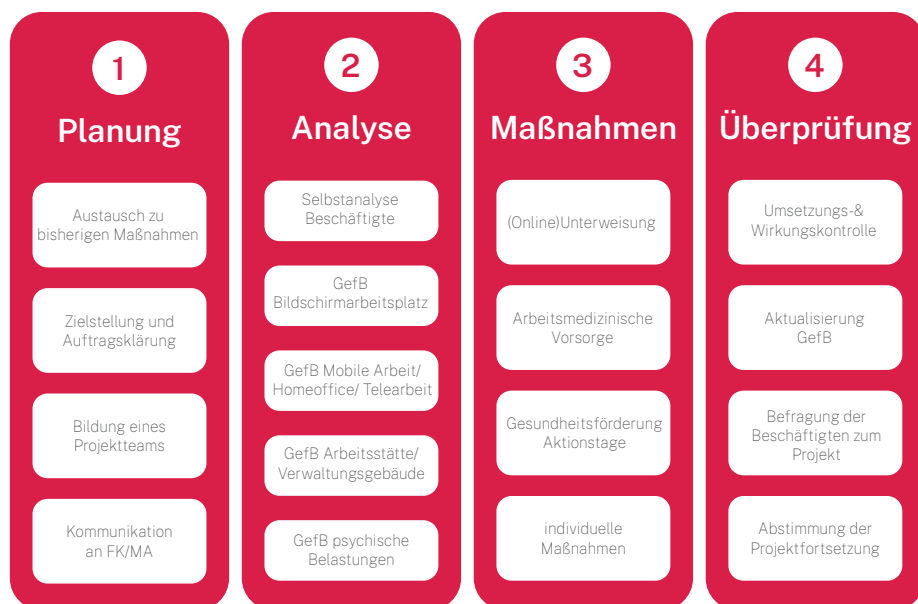 1
Planung
Austausch zu
bisherigen Maßnahmen
Zielstellung und
Auftragsklärung
Bildung eines
Projektteams
Kommunikation
an FK/MA
2
Analyse
Selbstanalyse
Beschäftigte
GefB
Bildschirmarbeitsplatz
GefB Mobile Arbeit/
Homeoffice/ Telearbeit
GefB Arbeitsstätte/
Verwaltungsgebäude
GefB psychische
Belastungen
3
Maßnahmen
(Online)Unterweisung
Arbeitsmedizinische
Vorsorge
Gesundheitsförderung
Aktionstage
individuelle
Maßnahmen
4
Überprüfung
Umsetzungs-&
Wirkungskontrolle
Aktualisierung
GefB
Befragung der
Beschäftigten zum
Projekt
Abstimmung der
Projektfortsetzung